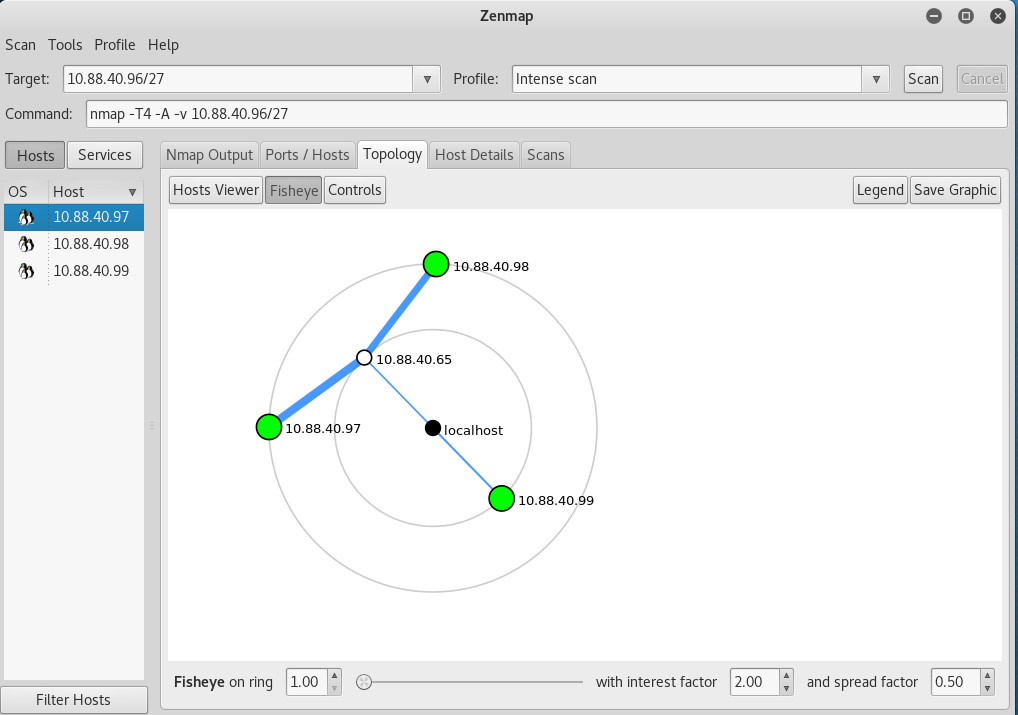 Zenmap
Scan Tools Profile Help
Target: 10.88.40.96/27 Profile: Intense scan Scan Cancel
Command: nmap -T4 -A -v 10.88.40.96/27
Hosts Services Nmap Output Ports / Hosts Topology Host Details Scans
OS Host Hosts Viewer Fisheye Controls Legend Save Graphic
10.88.40.97
10.88.40.98
10.88.40.99
10.88.40.98
10.88.40.65
10.88.40.97
localhost
10.88.40.99
Fisheye on ring 1.00 with interest factor 2.00 and spread factor 0.50
Filter Hosts